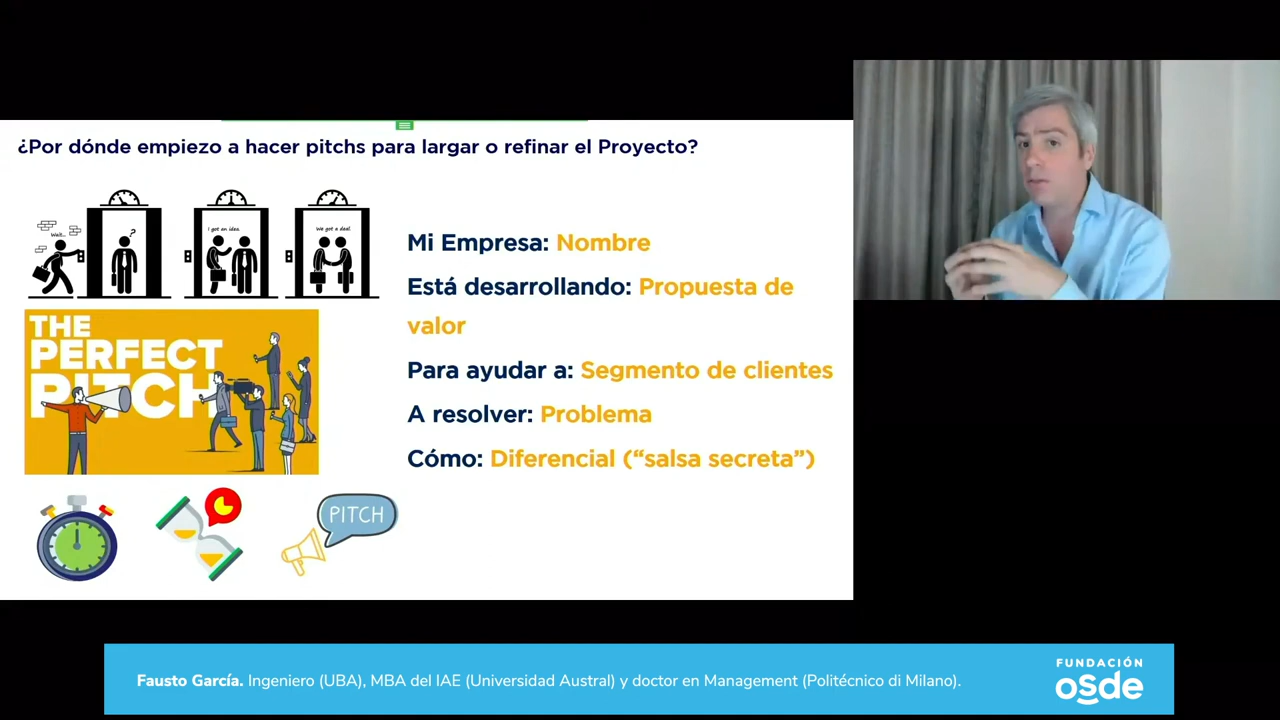 ¿Por dónde empiezo a hacer pitchs para largar o refinar el Proyecto?
Wait...
?
I got an idea.
We got a deal.
Mi Empresa: Nombre
Está desarrollando: Propuesta de
valor
Para ayudar a: Segmento de clientes
A resolver: Problema
Cómo: Diferencial (“salsa secreta”)
THE
PERFECT
PITCH
PITCH
Fausto García. Ingeniero (UBA), MBA del IAE (Universidad Austral) y doctor en Management (Politécnico di Milano).
FUNDACIÓN
osde